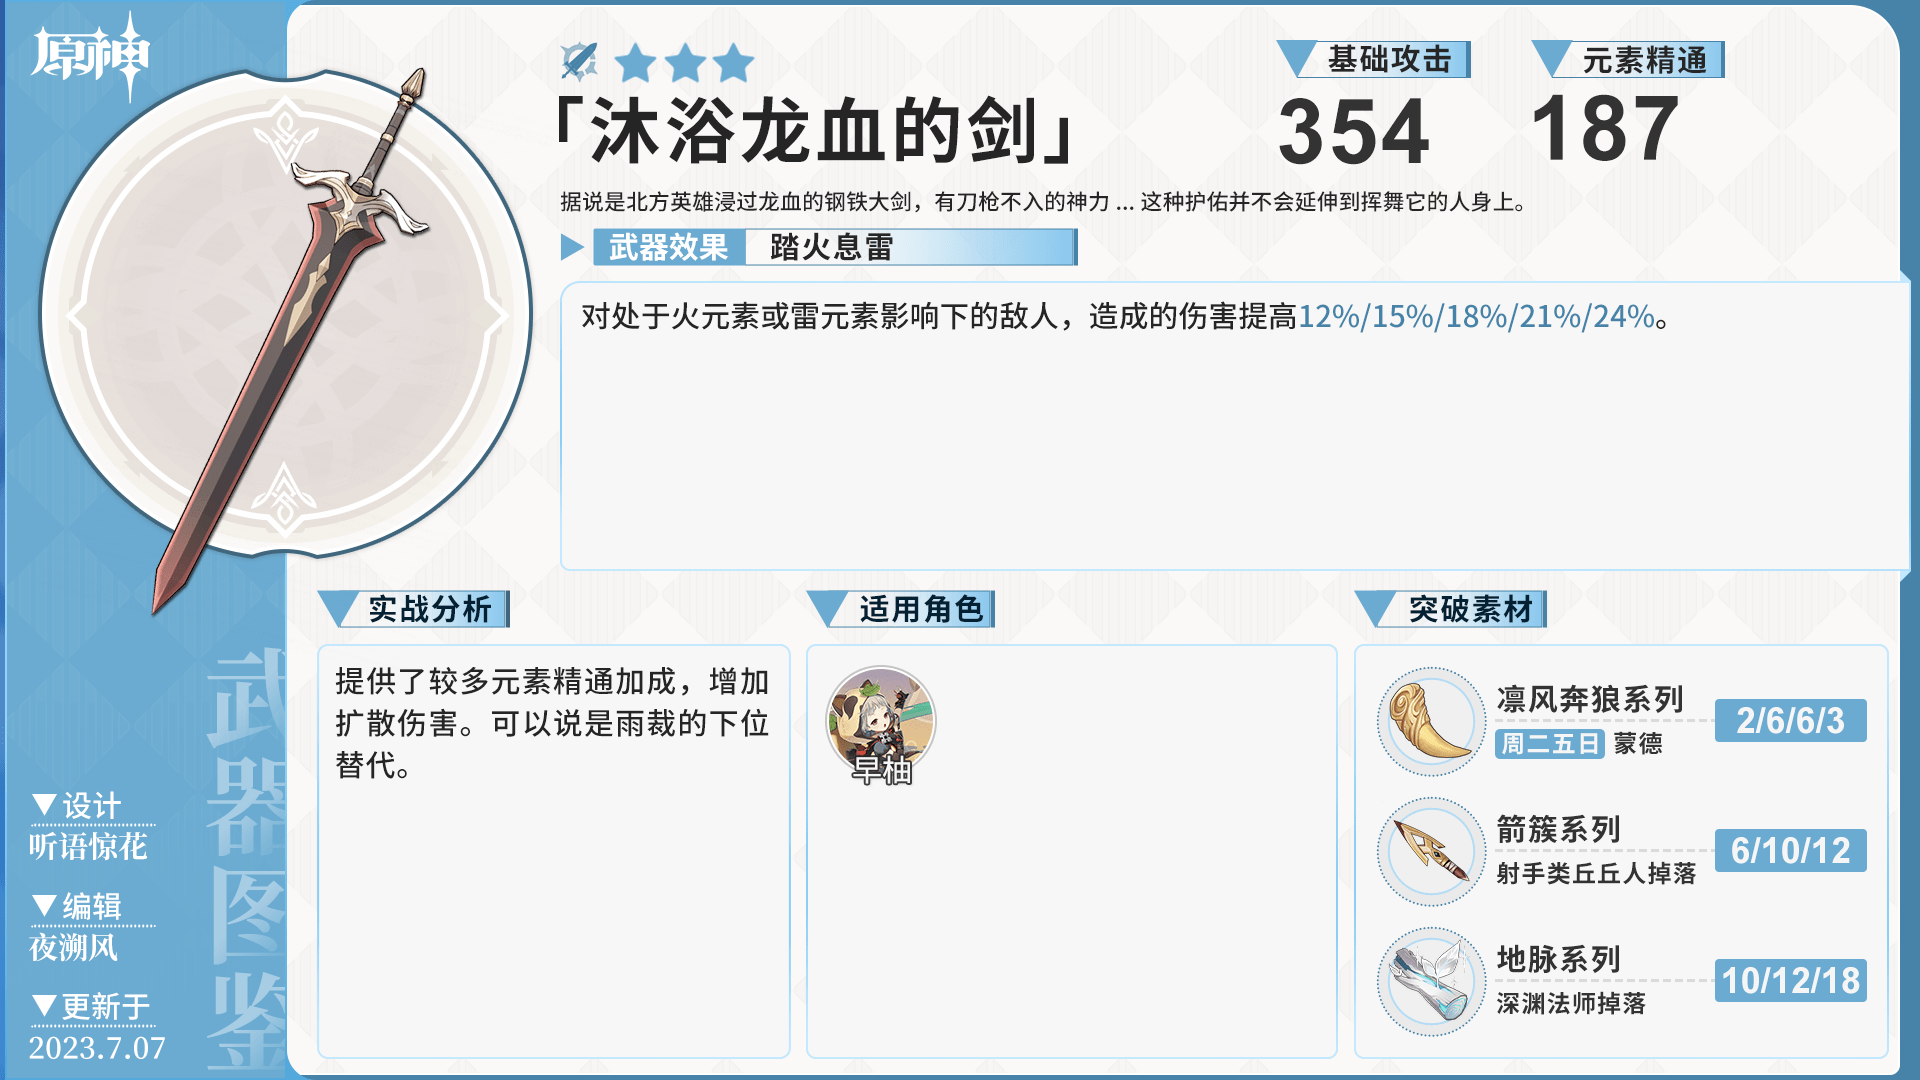 原神
「沐浴龙血的剑」
基础攻击
354
元素精通
187
据说是北方英雄浸过龙血的钢铁大剑，有刀枪不入的神力 ... 这种护佑并不会延伸到挥舞它的人身上。
武器效果 踏火息雷
对处于火元素或雷元素影响下的敌人，造成的伤害提高12%/15%/18%/21%/24%。
实战分析
提供了较多元素精通加成，增加
扩散伤害。可以说是雨裁的下位
替代。
适用角色
早柚
突破素材
凛风奔狼系列
周二五日 蒙德
2/6/6/3
箭簇系列
射手类丘丘人掉落
6/10/12
地脉系列
深渊法师掉落
10/12/18
武器图鉴
▼设计
听语惊花
▼编辑
夜溯风
▼更新于
2023.7.07